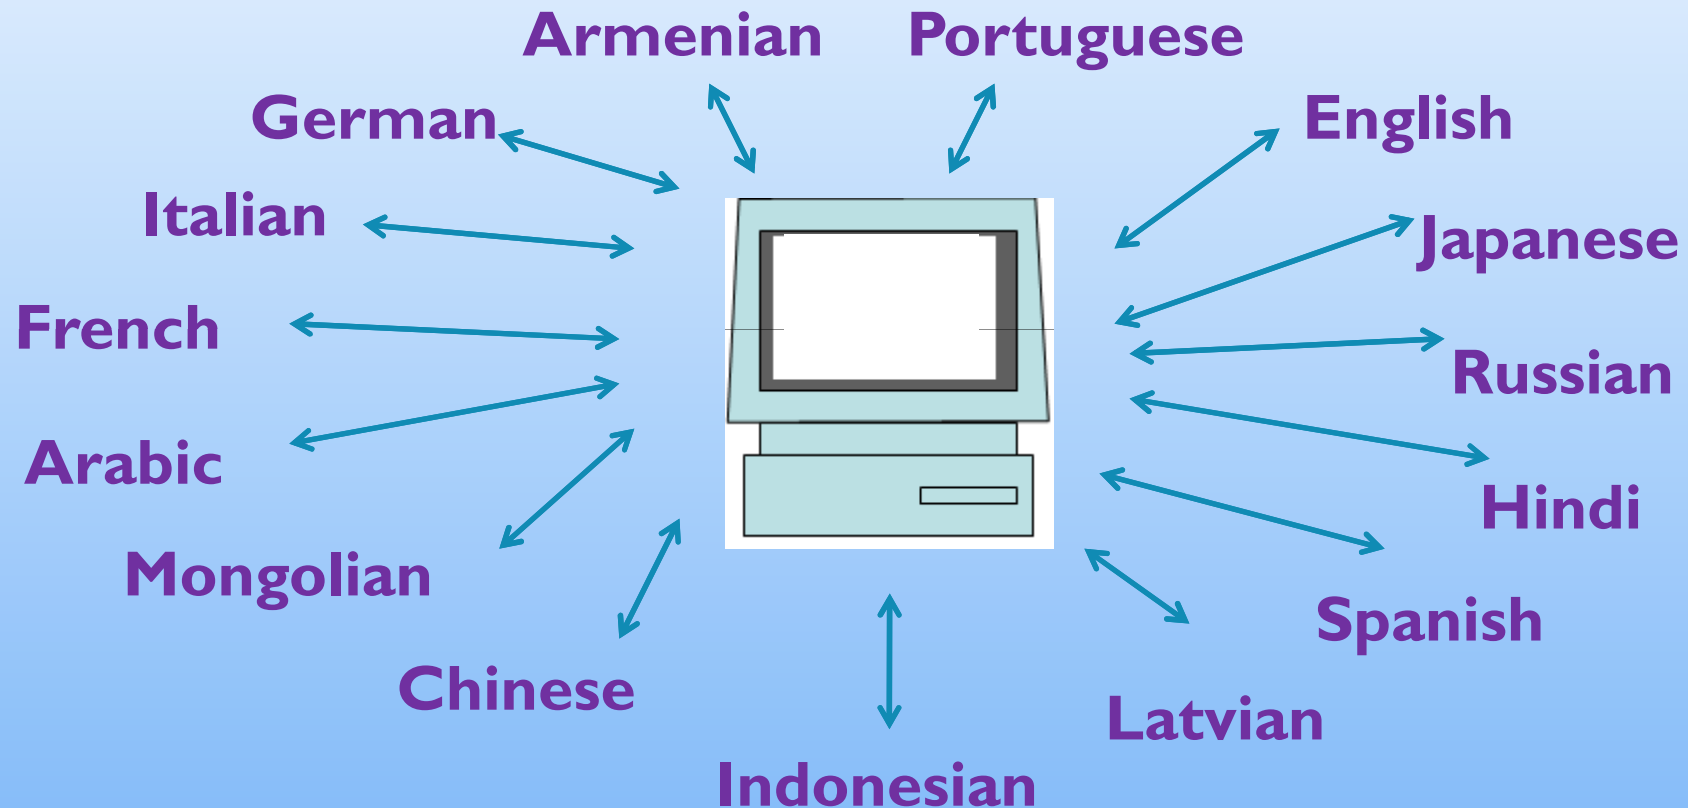 Armenian
Portuguese
German
English
Italian
Japanese
French
Russian
Arabic
Hindi
Mongolian
Spanish
Chinese
Latvian
Indonesian